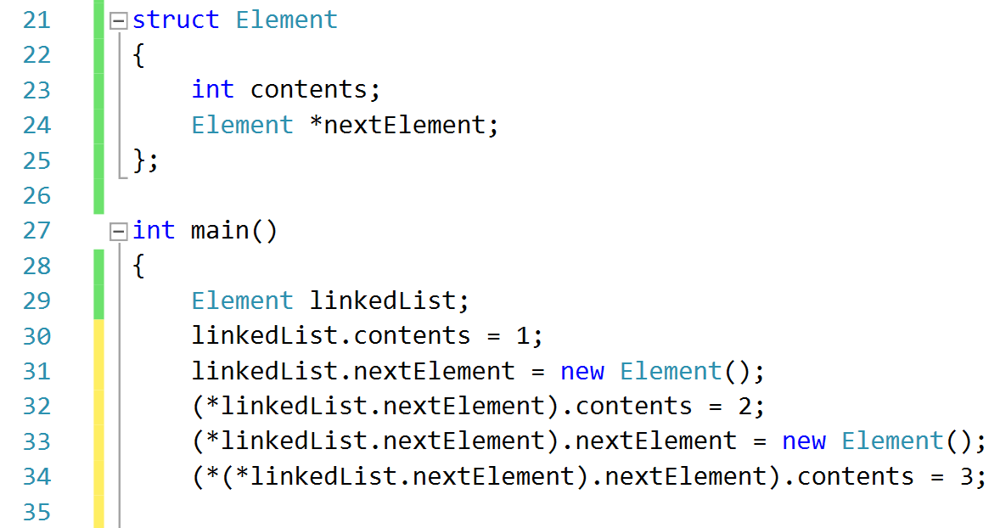 21 struct Element
22 {
23     int contents;
24     Element *nextElement;
25 };
26
27 int main()
28 {
29     Element linkedList;
30     linkedList.contents = 1;
31     linkedList.nextElement = new Element();
32     (*linkedList.nextElement).contents = 2;
33     (*linkedList.nextElement).nextElement = new Element();
34     (*(*linkedList.nextElement).nextElement).contents = 3;
35